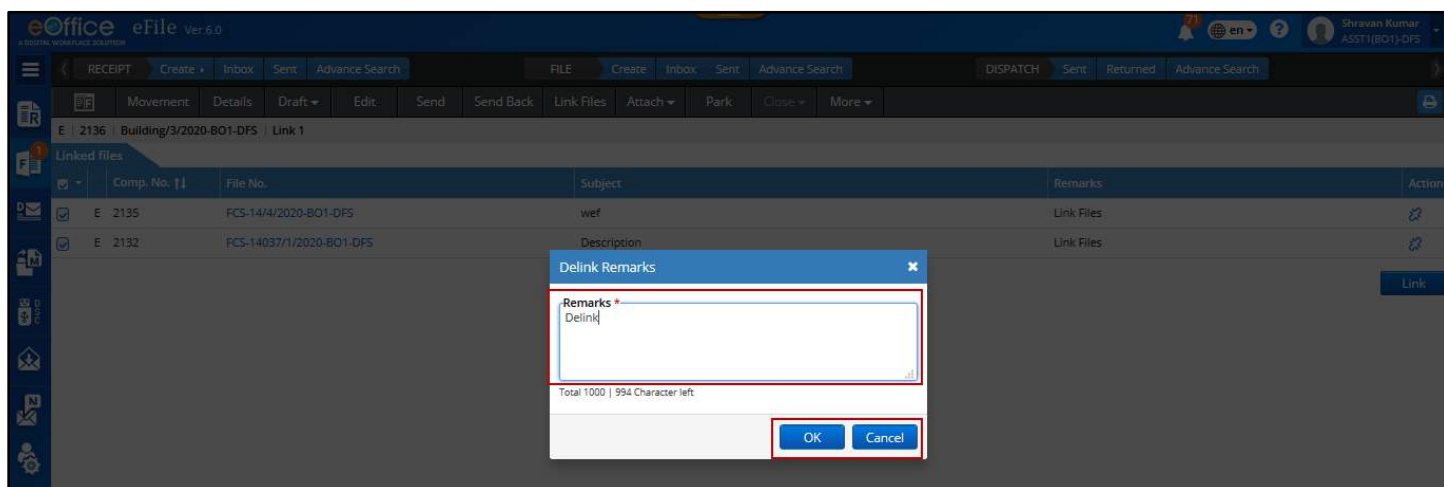 eOffice eFile Ver.6.0
A DIGITAL WORKPLACE SOLUTION
71 en ? Shravan Kumar
ASST1(BO1)-DFS
RECEIPT Create Inbox Sent Advance Search FILE Create Inbox Sent Advance Search DISPATCH Sent Returned Advance Search
Movement Details Draft Edit Send Send Back Link Files Attach Park Close More
E | 2136 | Building/3/2020-BO1-DFS | Link 1
1
Linked files
Comp. No. File No. Subject Remarks Action
E 2135 FCS-14/4/2020-BO1-DFS wef Link Files
E 2132 FCS-14037/1/2020-BO1-DFS Description Link Files
Link
Delink Remarks
Remarks *
Delink
Total 1000 | 994 Character left
OK Cancel